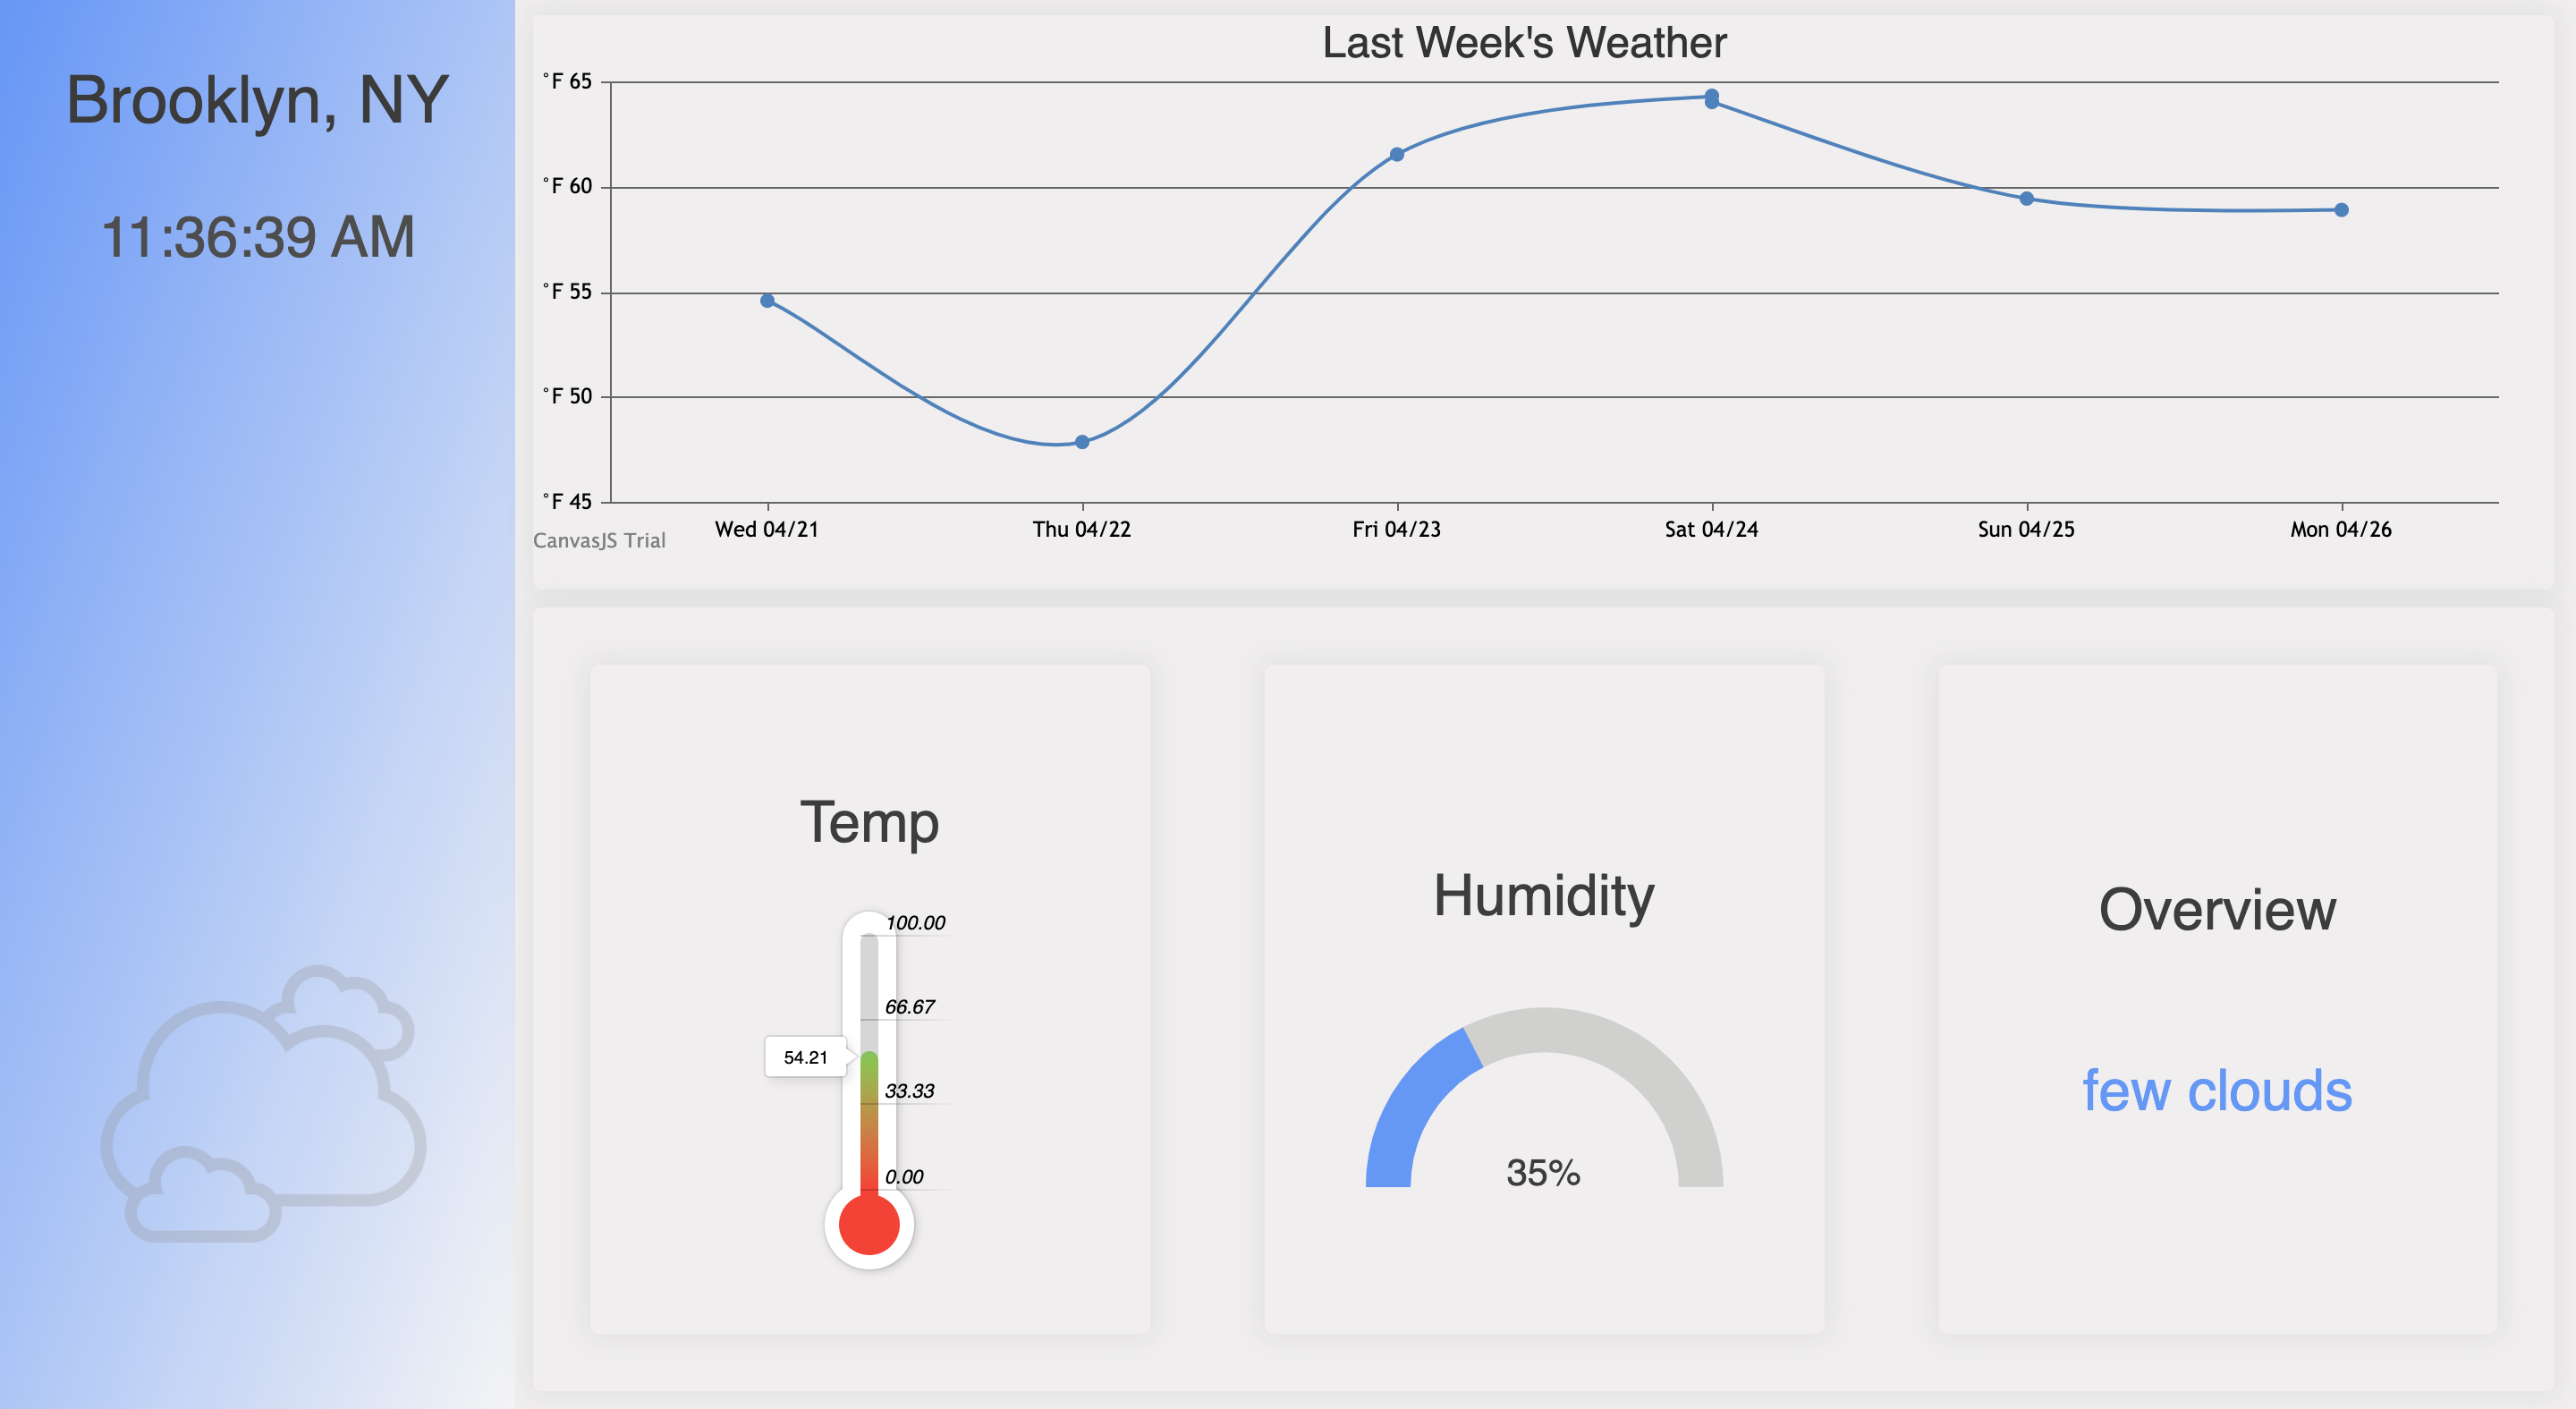 Brooklyn, NY
11:36:39 AM
Last Week's Weather
°F 65
°F 60
°F 55
°F 50
°F 45
Wed 04/21 Thu 04/22 Fri 04/23 Sat 04/24 Sun 04/25 Mon 04/26
CanvasJS Trial
Temp
100.00
66.67
54.21
33.33
0.00
Humidity
35%
Overview
few clouds